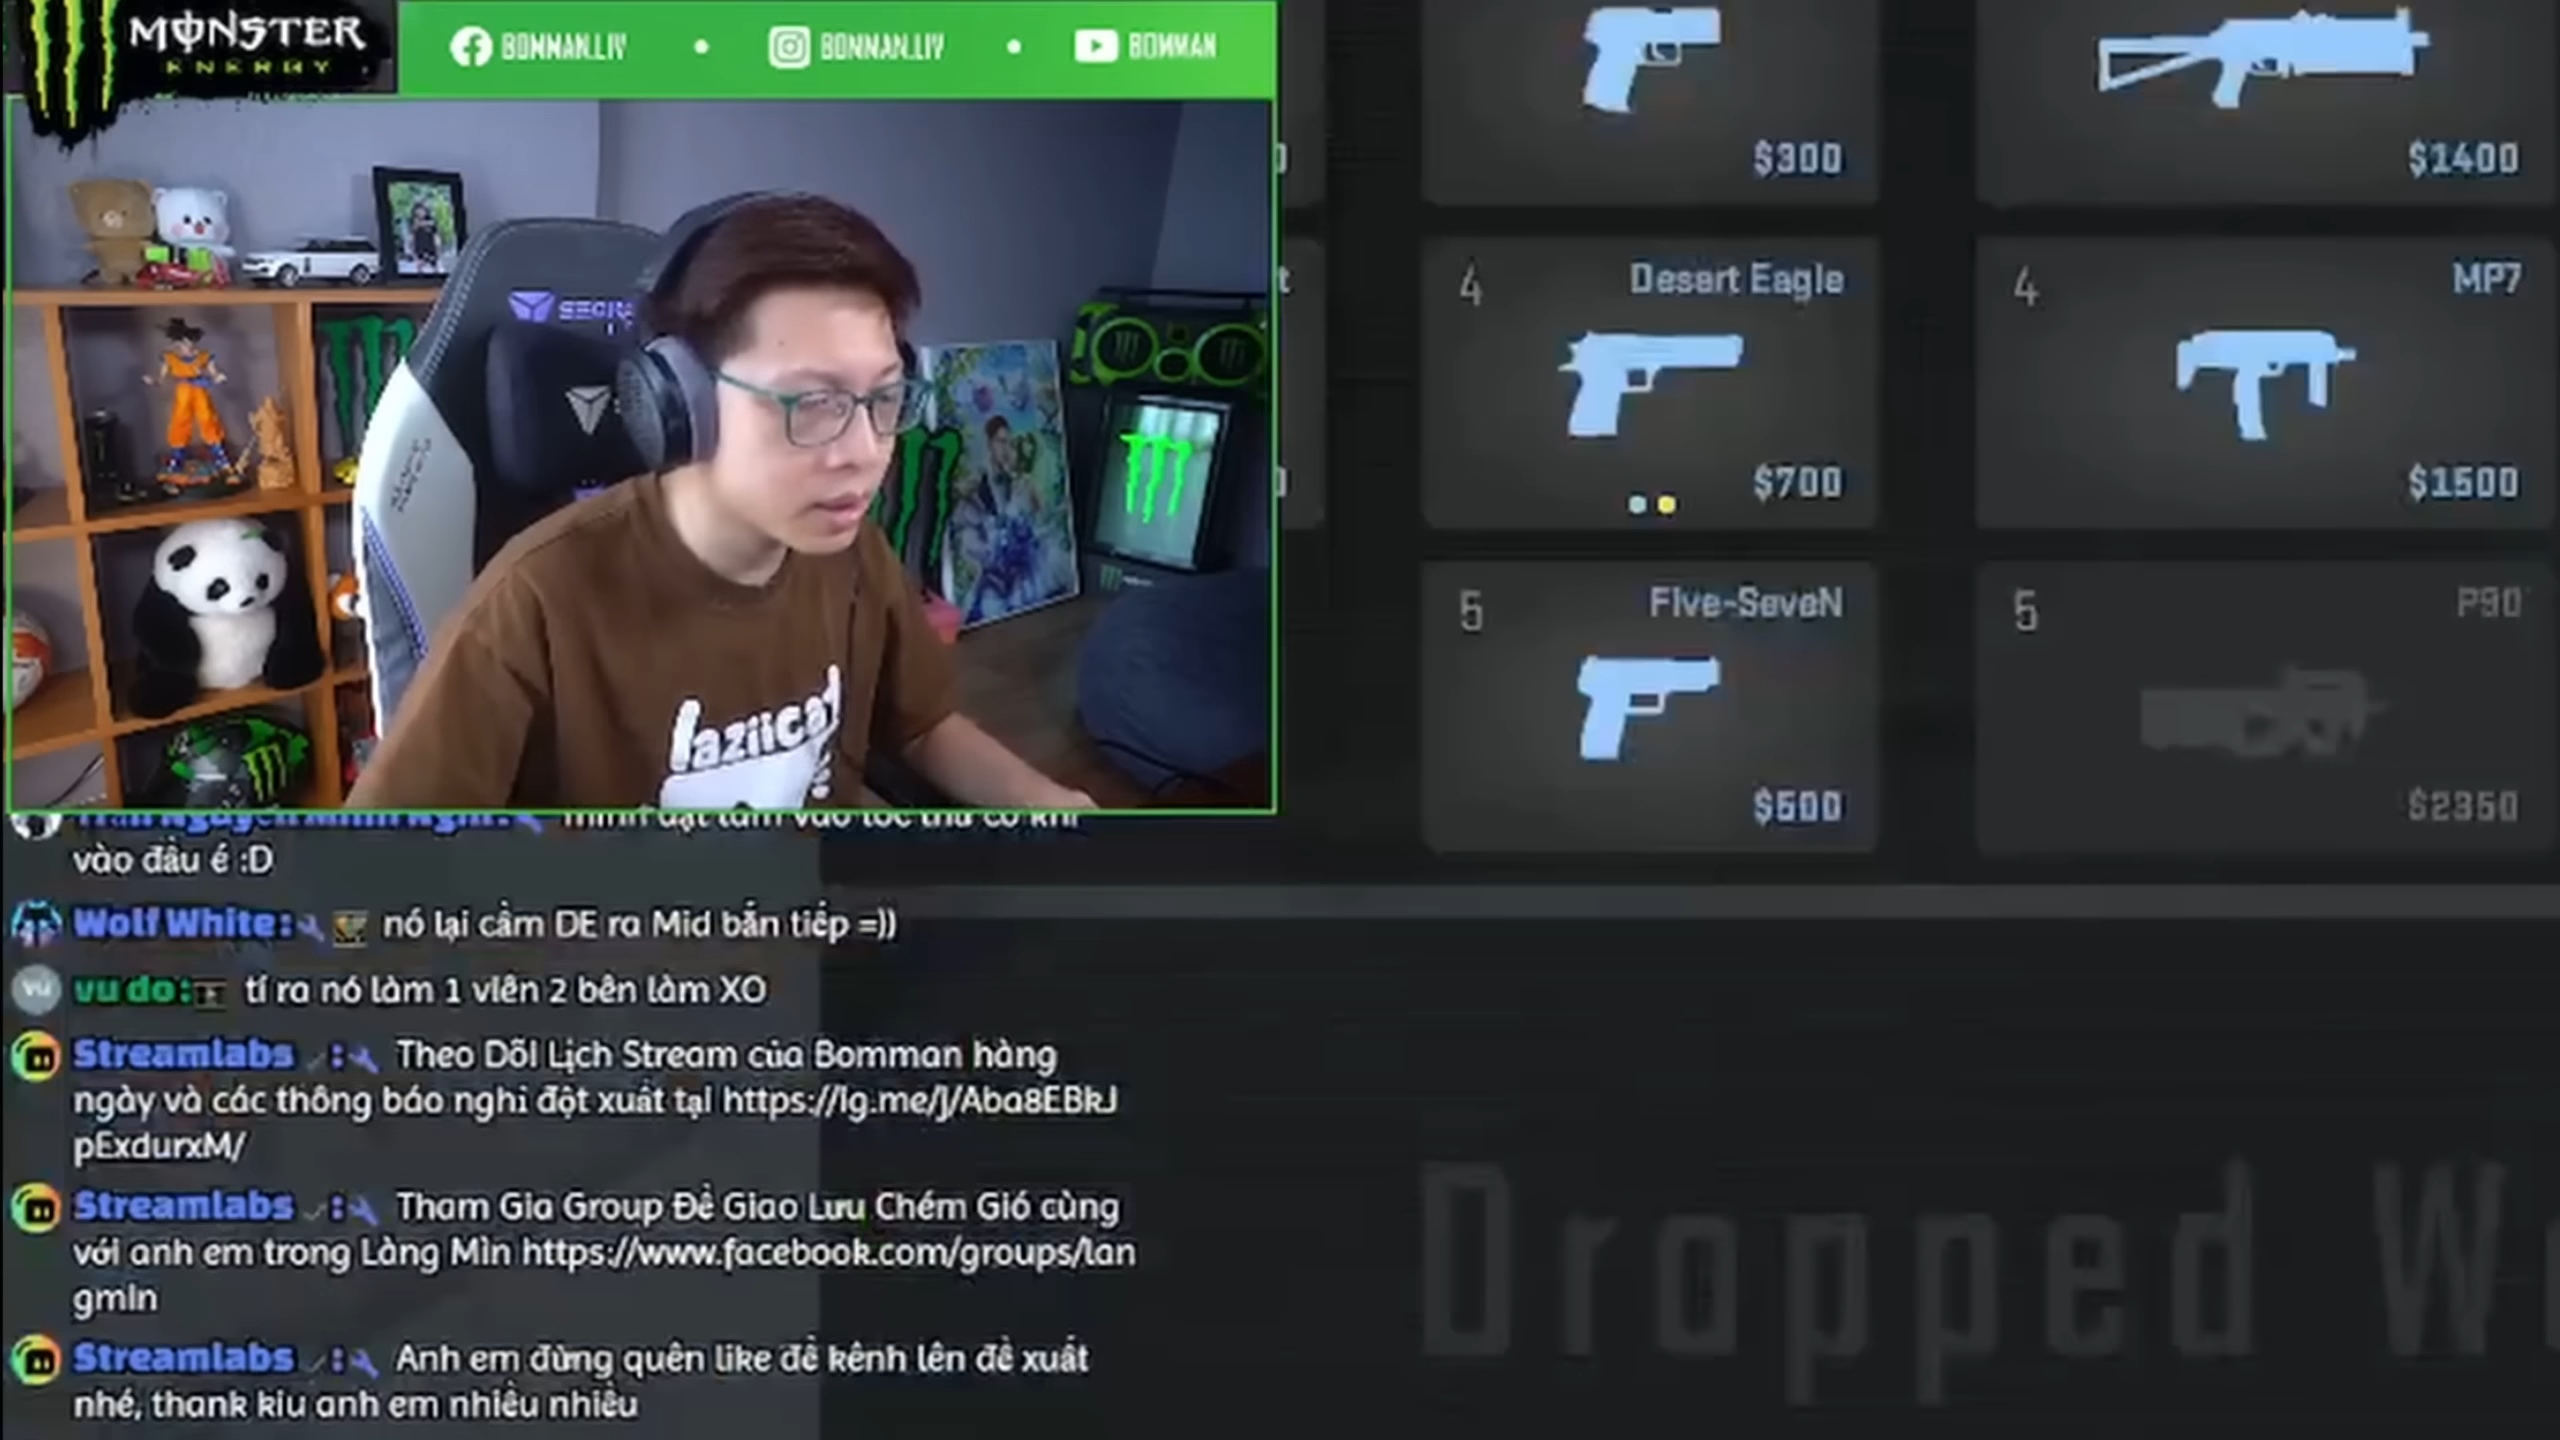 MONSTER
ENERGY
BOMMAN.LIV
BOMMAN.LIV
BOMMAN
laziicat
vào đâu é :D
Wolf White: nó lại cầm DE ra Mid bắn tiếp =))
vu do: tí ra nó làm 1 viên 2 bên làm XO
Streamlabs : Theo Dõi Lịch Stream của Bomman hàng
ngày và các thông báo nghỉ đột xuất tại https://ig.me/j/Aba8EBkJ
pExdurxM/
Streamlabs : Tham Gia Group Để Giao Lưu Chém Gió cùng
với anh em trong Làng Mìn https://www.facebook.com/groups/lan
gmin
Streamlabs : Anh em đừng quên like để kênh lên đề xuất
nhé, thank kiu anh em nhiều nhiều
$300
$1400
4 Desert Eagle
$700
4 MP7
$1500
5 Five-SeveN
$500
5 P90
$2350
Dropped